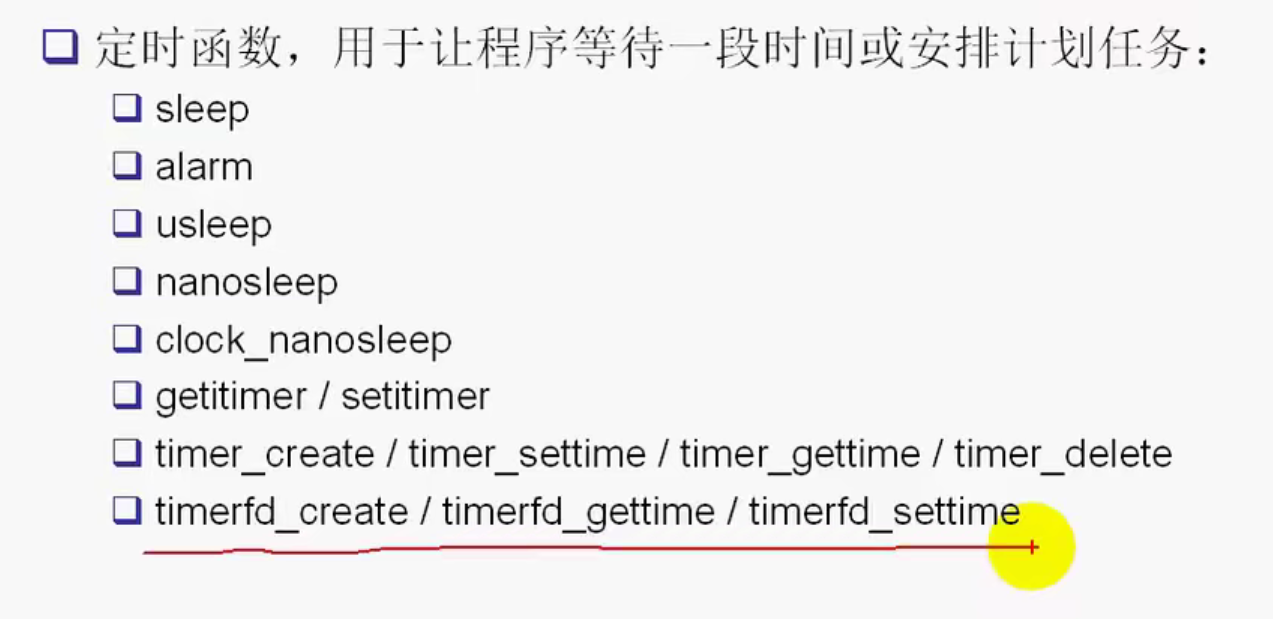 定时函数，用于让程序等待一段时间或安排计划任务：
sleep
alarm
usleep
nanosleep
clock_nanosleep
getitimer / setitimer
timer_create / timer_settime / timer_gettime / timer_delete
timerfd_create / timerfd_gettime / timerfd_settime